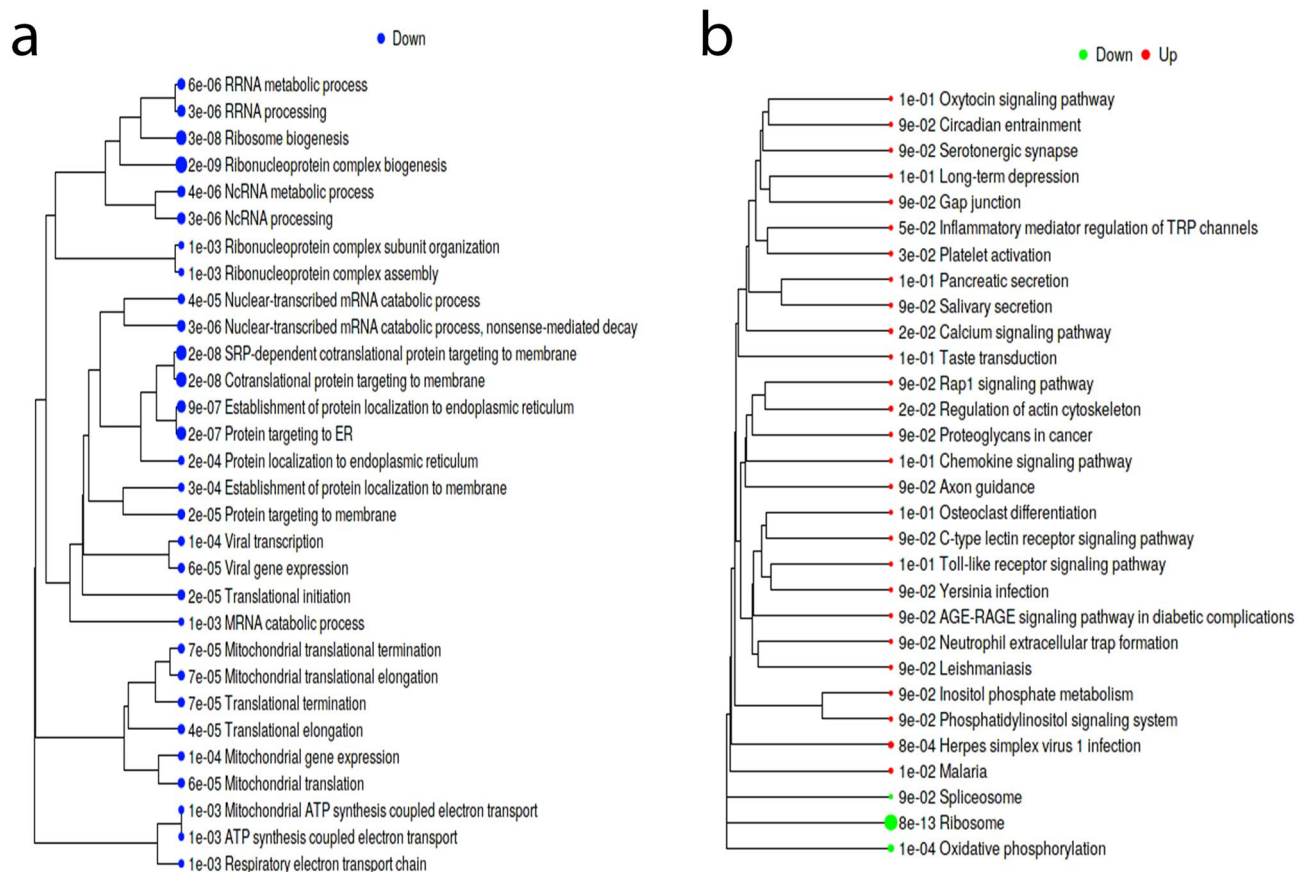 a
Down
6e-06 RRNA metabolic process
3e-06 RRNA processing
3e-08 Ribosome biogenesis
2e-09 Ribonucleoprotein complex biogenesis
4e-06 NcRNA metabolic process
3e-06 NcRNA processing
1e-03 Ribonucleoprotein complex subunit organization
1e-03 Ribonucleoprotein complex assembly
4e-05 Nuclear-transcribed mRNA catabolic process
3e-06 Nuclear-transcribed mRNA catabolic process, nonsense-mediated decay
2e-08 SRP-dependent cotranslational protein targeting to membrane
2e-08 Cotranslational protein targeting to membrane
9e-07 Establishment of protein localization to endoplasmic reticulum
2e-07 Protein targeting to ER
2e-04 Protein localization to endoplasmic reticulum
3e-04 Establishment of protein localization to membrane
2e-05 Protein targeting to membrane
1e-04 Viral transcription
6e-05 Viral gene expression
2e-05 Translational initiation
1e-03 MRNA catabolic process
7e-05 Mitochondrial translational termination
7e-05 Mitochondrial translational elongation
7e-05 Translational termination
4e-05 Translational elongation
1e-04 Mitochondrial gene expression
6e-05 Mitochondrial translation
1e-03 Mitochondrial ATP synthesis coupled electron transport
1e-03 ATP synthesis coupled electron transport
1e-03 Respiratory electron transport chain
b
Down Up
1e-01 Oxytocin signaling pathway
9e-02 Circadian entrainment
9e-02 Serotonergic synapse
1e-01 Long-term depression
9e-02 Gap junction
5e-02 Inflammatory mediator regulation of TRP channels
3e-02 Platelet activation
1e-01 Pancreatic secretion
9e-02 Salivary secretion
2e-02 Calcium signaling pathway
1e-01 Taste transduction
9e-02 Rap1 signaling pathway
2e-02 Regulation of actin cytoskeleton
9e-02 Proteoglycans in cancer
1e-01 Chemokine signaling pathway
9e-02 Axon guidance
1e-01 Osteoclast differentiation
9e-02 C-type lectin receptor signaling pathway
1e-01 Toll-like receptor signaling pathway
9e-02 Yersinia infection
9e-02 AGE-RAGE signaling pathway in diabetic complications
9e-02 Neutrophil extracellular trap formation
9e-02 Leishmaniasis
9e-02 Inositol phosphate metabolism
9e-02 Phosphatidylinositol signaling system
8e-04 Herpes simplex virus 1 infection
1e-02 Malaria
9e-02 Spliceosome
8e-13 Ribosome
1e-04 Oxidative phosphorylation